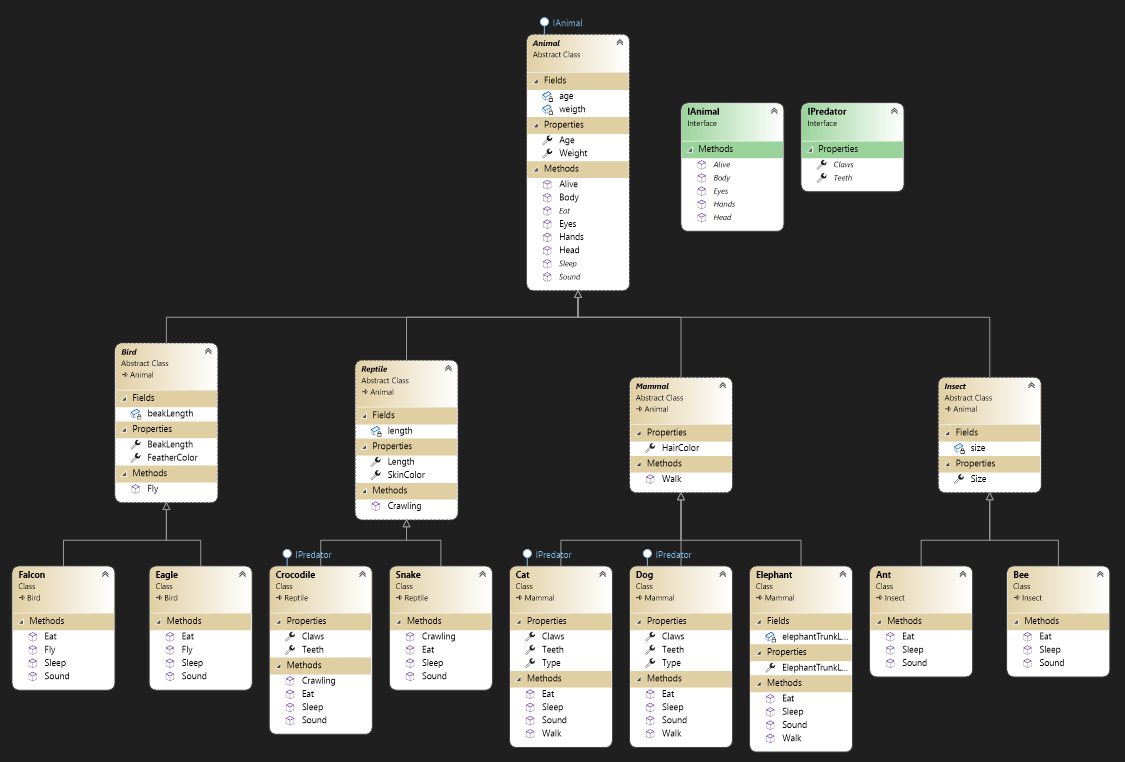 IAnimal
Animal
Abstract Class
Fields
age
weigth
Properties
Age
Weight
Methods
Alive
Body
Eat
Eyes
Hands
Head
Sleep
Sound
IAnimal
Interface
Methods
Alive
Body
Eyes
Hands
Head
IPredator
Interface
Properties
Claws
Teeth
Bird
Abstract Class
Animal
Fields
beakLength
Properties
BeakLength
FeatherColor
Methods
Fly
Reptile
Abstract Class
Animal
Fields
length
Properties
Length
SkinColor
Methods
Crawling
Mammal
Abstract Class
Animal
Properties
HairColor
Methods
Walk
Insect
Abstract Class
Animal
Fields
size
Properties
Size
Falcon
Class
Bird
Methods
Eat
Fly
Sleep
Sound
Eagle
Class
Bird
Methods
Eat
Fly
Sleep
Sound
IPredator
Crocodile
Class
Reptile
Properties
Claws
Teeth
Methods
Crawling
Eat
Sleep
Sound
Snake
Class
Reptile
Methods
Crawling
Eat
Sleep
Sound
IPredator
Cat
Class
Mammal
Properties
Claws
Teeth
Type
Methods
Eat
Sleep
Sound
Walk
IPredator
Dog
Class
Mammal
Properties
Claws
Teeth
Type
Methods
Eat
Sleep
Sound
Walk
Elephant
Class
Mammal
Fields
elephantTrunkL...
Properties
ElephantTrunkL...
Methods
Eat
Sleep
Sound
Walk
Ant
Class
Insect
Methods
Eat
Sleep
Sound
Bee
Class
Insect
Methods
Eat
Sleep
Sound